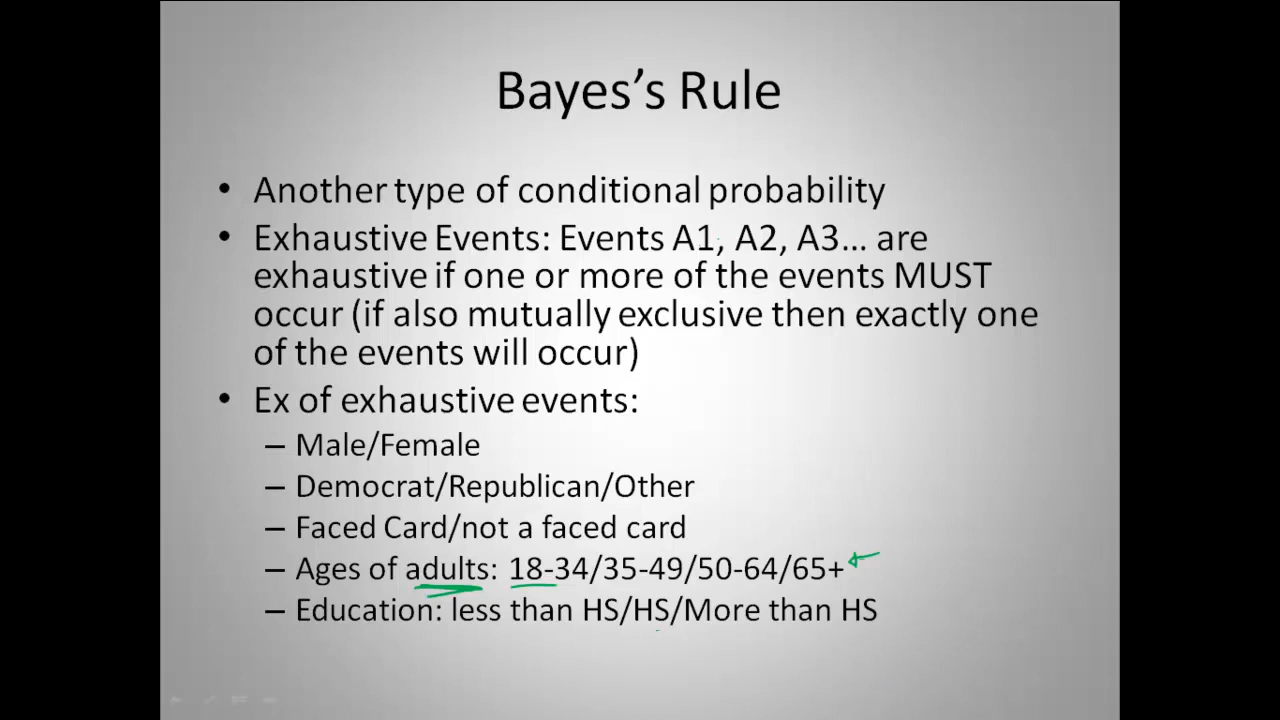 Bayes’s Rule
• Another type of conditional probability
• Exhaustive Events: Events A1, A2, A3… are
exhaustive if one or more of the events MUST
occur (if also mutually exclusive then exactly one
of the events will occur)
• Ex of exhaustive events:
– Male/Female
– Democrat/Republican/Other
– Faced Card/not a faced card
– Ages of adults: 18-34/35-49/50-64/65+
– Education: less than HS/HS/More than HS